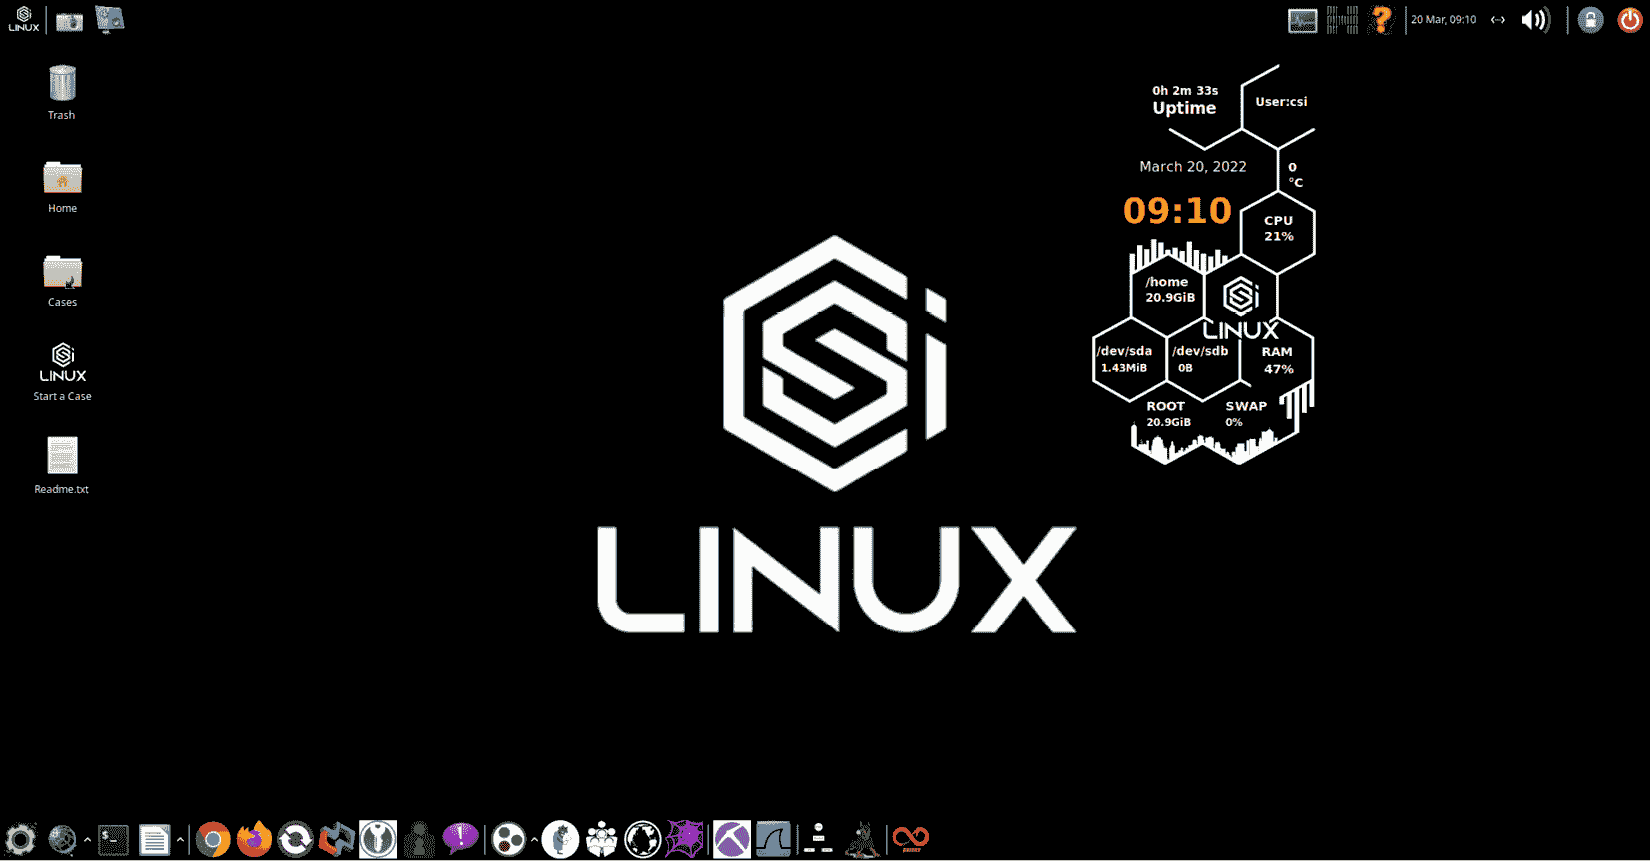 LINUX
20 Mar, 09:10
Trash
Home
Cases
LINUX
Start a Case
Readme.txt
0h 2m 33s
Uptime
User:csi
March 20, 2022
0
°C
09:10
CPU
21%
/home
20.9GiB
LINUX
/dev/sda
1.43MiB
/dev/sdb
0B
RAM
47%
ROOT
20.9GiB
SWAP
0%
CSi
LINUX